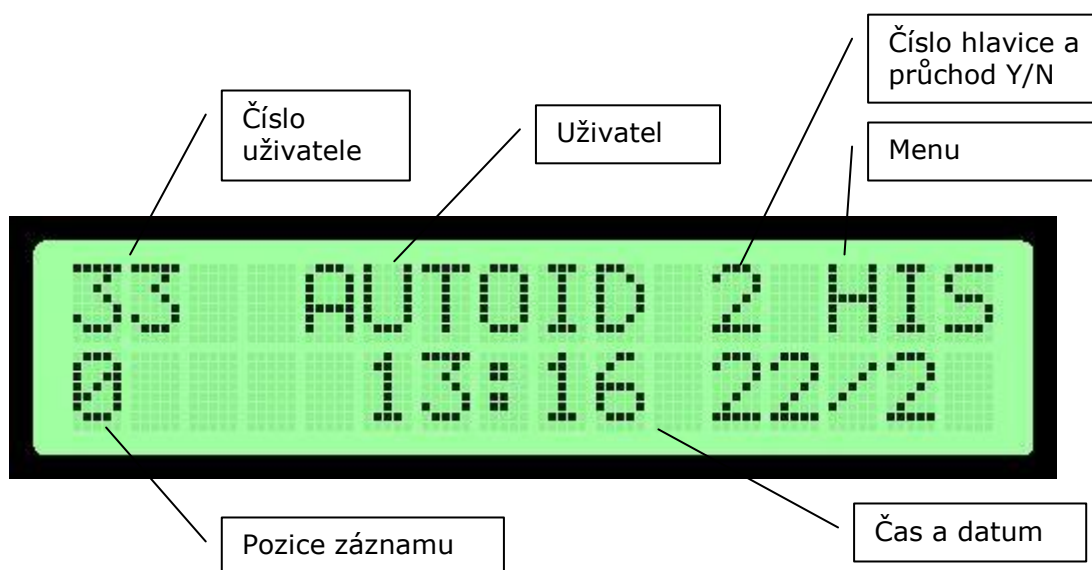 Číslo hlavice a
průchod Y/N
Číslo
uživatele
Uživatel
Menu
33 AUTOID 2 HIS
0 13:16 22/2
Pozice záznamu
Čas a datum